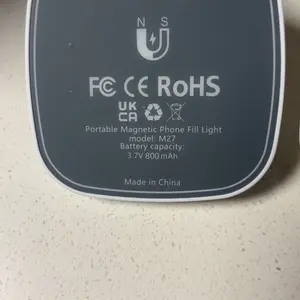 N S
FC CE RoHS
UK
CA
Portable Magnetic Phone Fill Light
model: M27
Battery capacity:
3.7V 800mAh
Made in China